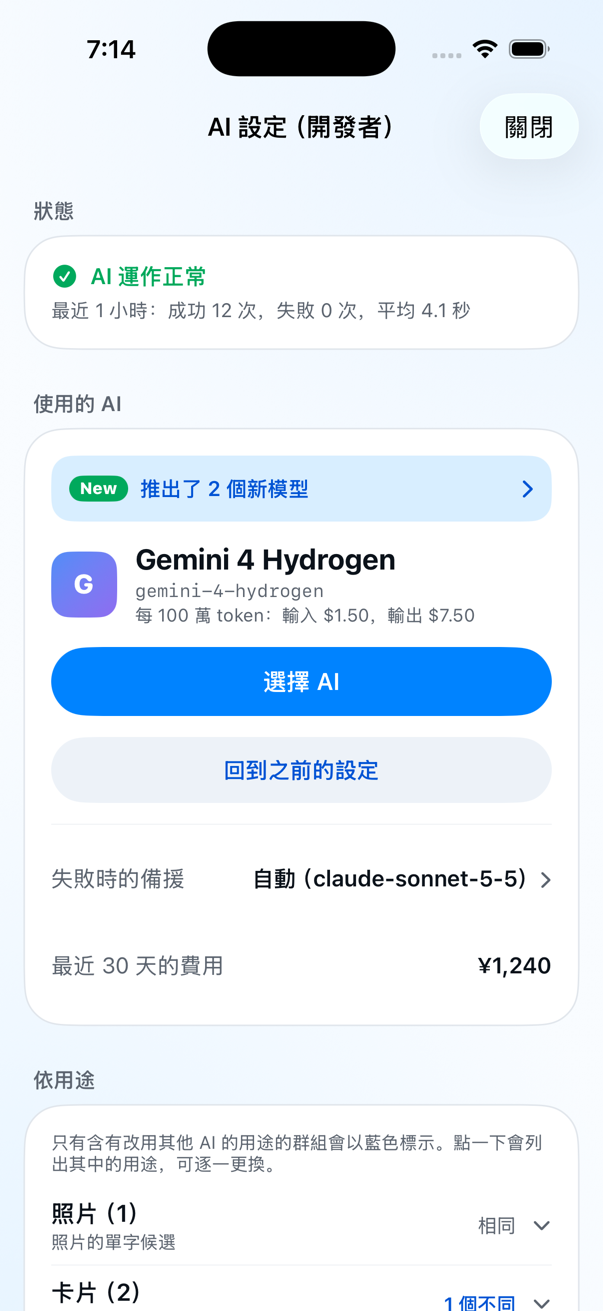 7:14
AI 設定（開發者）
關閉
狀態
AI 運作正常
最近 1 小時：成功 12 次，失敗 0 次，平均 4.1 秒
使用的 AI
New 推出了 2 個新模型
G
Gemini 4 Hydrogen
gemini-4-hydrogen
每 100 萬 token：輸入 $1.50，輸出 $7.50
選擇 AI
回到之前的設定
失敗時的備援 自動（claude-sonnet-5-5）
最近 30 天的費用 ¥1,240
依用途
只有含有改用其他 AI 的用途的群組會以藍色標示。點一下會列
出其中的用途，可逐一更換。
照片（1）
相同
照片的單字候選
卡片（2）
1 個不同